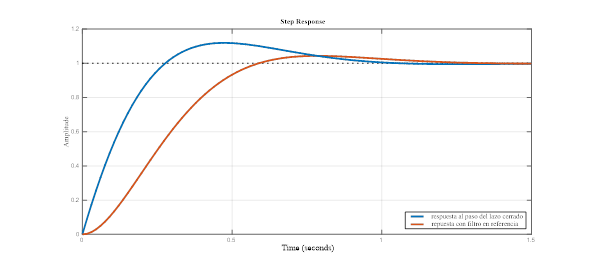 Step Response
1.2
1
0.8
0.6
0.4
0.2
0
Amplitude
0
0.5
1
1.5
Time (seconds)
respuesta al paso del lazo cerrado
repuesta con filtro en referencia